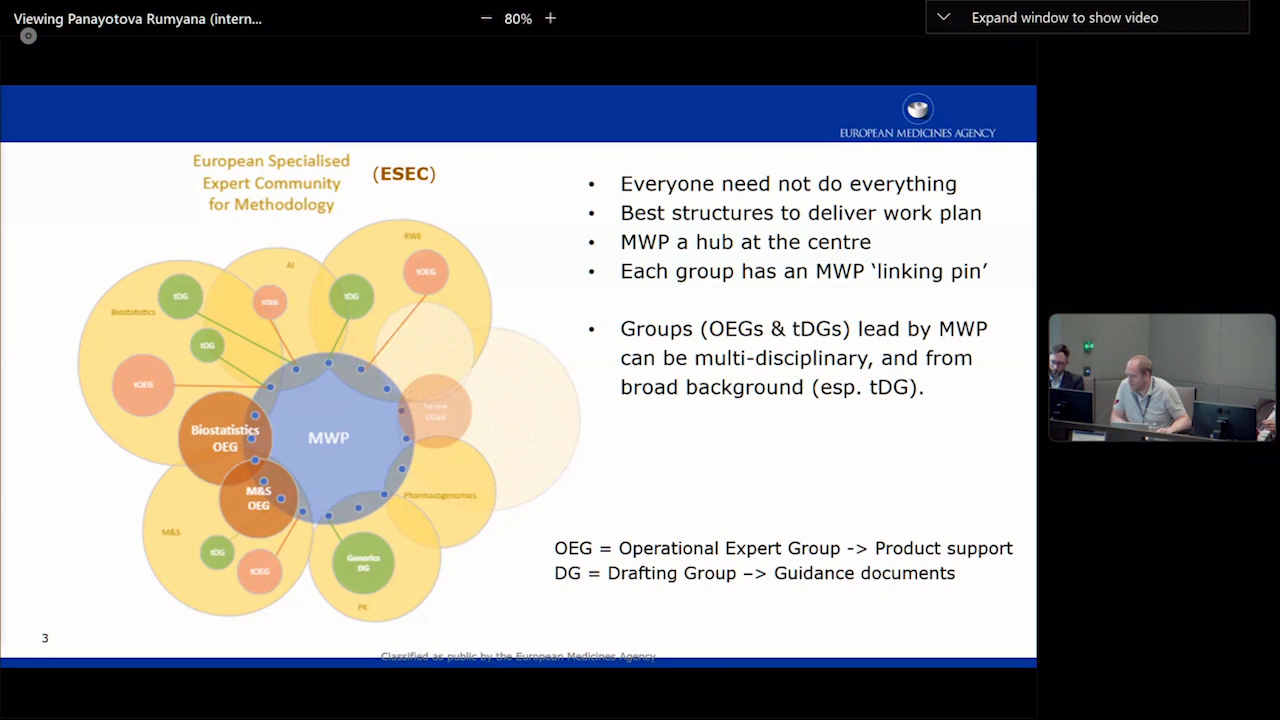 Viewing Panayotova Rumyana (intern...
80%
Expand window to show video
EUROPEAN MEDICINES AGENCY
European Specialised
Expert Community
for Methodology
(ESEC)
• Everyone need not do everything
• Best structures to deliver work plan
• MWP a hub at the centre
• Each group has an MWP ‘linking pin’
• Groups (OEGs & tDGs) lead by MWP
can be multi-disciplinary, and from
broad background (esp. tDG).
RWE
AI
tOEG
tDG
tOEG
tDG
Biostatistics
tDG
tOEG
Biostatistics
OEG
MWP
M&S
OEG
Pharmacogenomics
M&S
tDG
tOEG
Generics
DG
PK
OEG = Operational Expert Group -> Product support
DG = Drafting Group –> Guidance documents
3
Classified as public by the European Medicines Agency